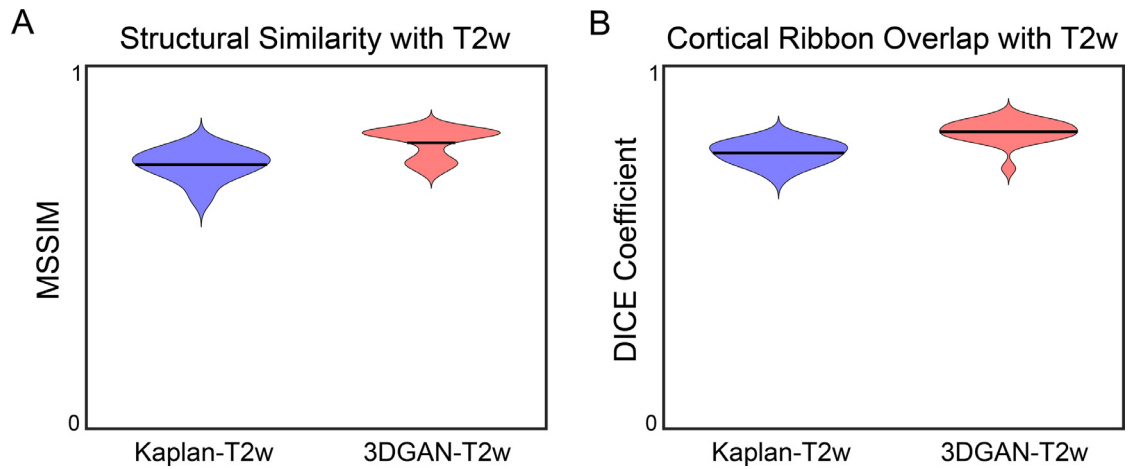 A
Structural Similarity with T2w
1
MSSIM
0
Kaplan-T2w
3DGAN-T2w
B
Cortical Ribbon Overlap with T2w
1
DICE Coefficient
0
Kaplan-T2w
3DGAN-T2w